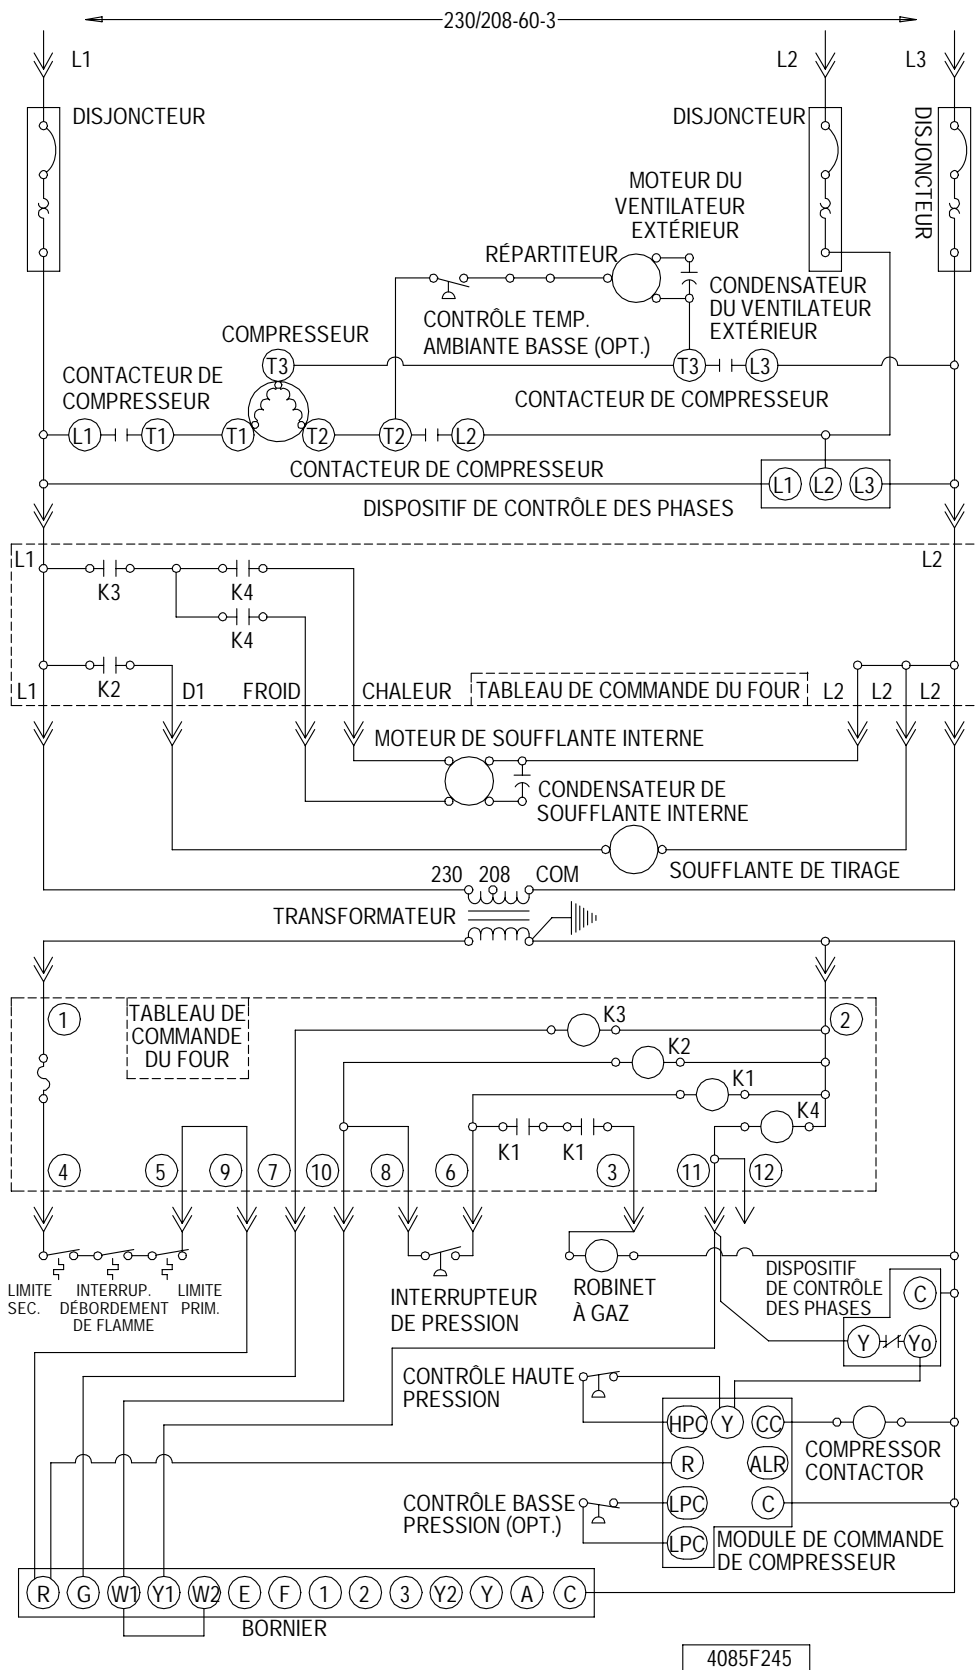 230/208-60-3
L1
L2
L3
DISJONCTEUR
DISJONCTEUR
DISJONCTEUR
MOTEUR DU
VENTILATEUR
EXTÉRIEUR
RÉPARTITEUR
CONDENSATEUR
DU VENTILATEUR
EXTÉRIEUR
CONTRÔLE TEMP.
AMBIANTE BASSE (OPT.)
COMPRESSEUR
T3
T3
L3
CONTACTEUR DE
COMPRESSEUR
CONTACTEUR DE COMPRESSEUR
L1
T1
T1
T2
T2
L2
CONTACTEUR DE COMPRESSEUR
L1
L2
L3
DISPOSITIF DE CONTRÔLE DES PHASES
L1
L2
K3
K4
K4
K2
L1
D1
FROID
CHALEUR
TABLEAU DE COMMANDE DU FOUR
L2
L2
L2
MOTEUR DE SOUFFLANTE INTERNE
CONDENSATEUR DE
SOUFFLANTE INTERNE
SOUFFLANTE DE TIRAGE
230
208
COM
TRANSFORMATEUR
1
TABLEAU DE
COMMANDE
DU FOUR
K3
2
K2
K1
K4
K1
K1
4
5
9
7
10
8
6
3
11
12
LIMITE
SEC.
INTERRUP.
DÉBORDEMENT
DE FLAMME
LIMITE
PRIM.
INTERRUPTEUR
DE PRESSION
ROBINET
À GAZ
DISPOSITIF
DE CONTRÔLE
DES PHASES
C
Y
Yo
CONTRÔLE HAUTE
PRESSION
HPC
Y
CC
R
ALR
COMPRESSOR
CONTACTOR
CONTRÔLE BASSE
PRESSION (OPT.)
LPC
C
LPC
MODULE DE COMMANDE
DE COMPRESSEUR
R
G
W1
Y1
W2
E
F
1
2
3
Y2
Y
A
C
BORNIER
4085F245